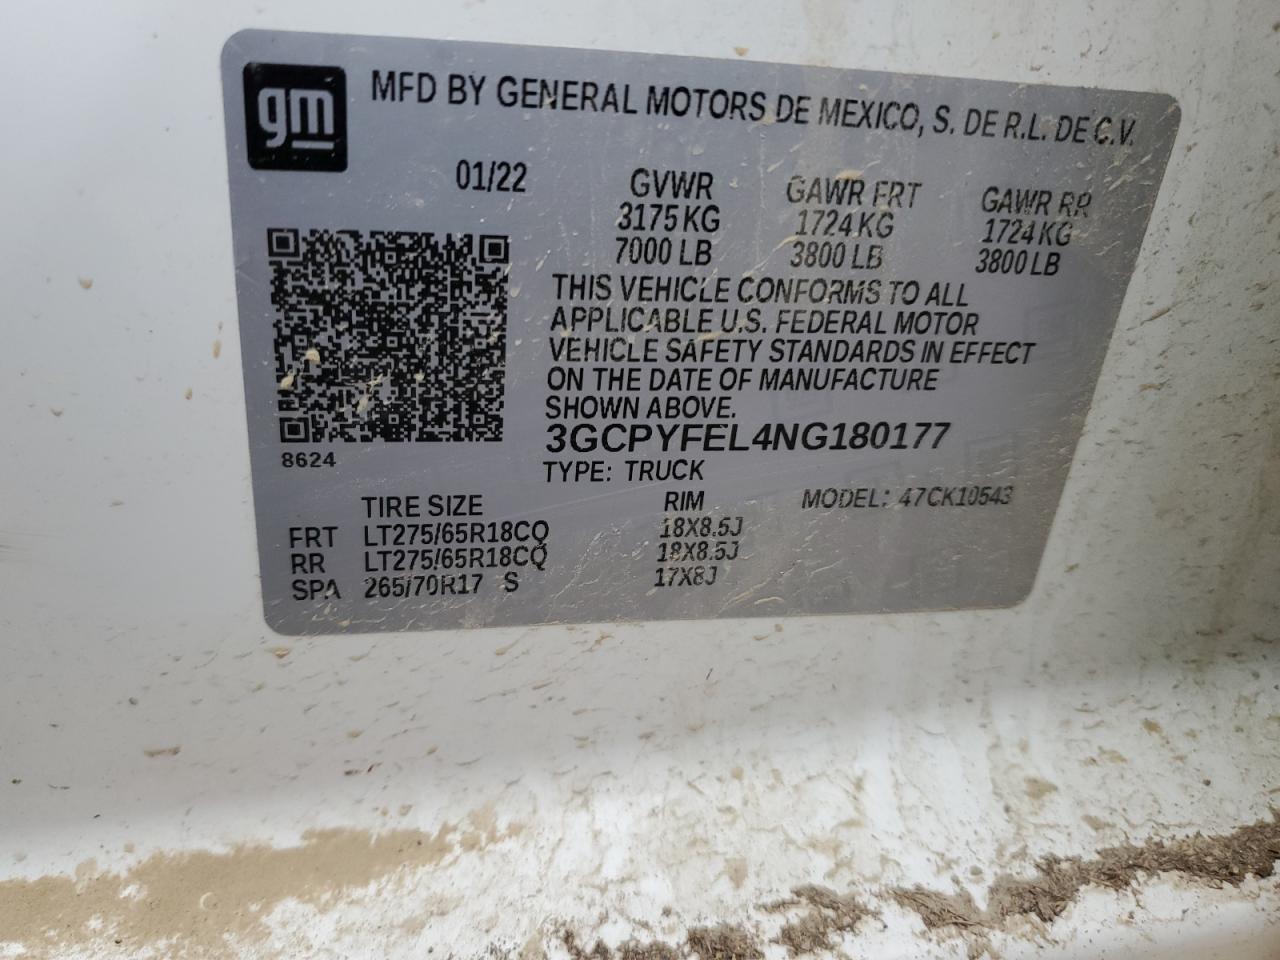 gm
MFD BY GENERAL MOTORS DE MEXICO, S. DE R.L. DE C.V.
01/22 GVWR GAWR FRT GAWR RR
3175 KG 1724 KG 1724 KG
7000 LB 3800 LB 3800 LB
THIS VEHICLE CONFORMS TO ALL
APPLICABLE U.S. FEDERAL MOTOR
VEHICLE SAFETY STANDARDS IN EFFECT
ON THE DATE OF MANUFACTURE
SHOWN ABOVE.
3GCPYFEL4NG180177
8624
TYPE: TRUCK
TIRE SIZE RIM MODEL: 47CK10543
FRT LT275/65R18CQ 18X8.5J
RR LT275/65R18CQ 18X8.5J
SPA 265/70R17 S 17X8J